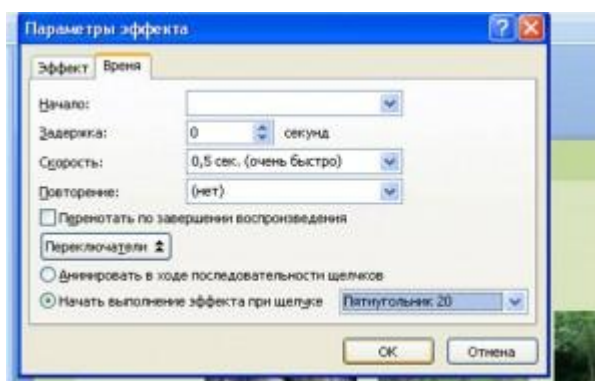 Параметры эффекта
Эффект Время
Начало:
Задержка: 0 секунд
Скорость: 0,5 сек. (очень быстро)
Повторение: (нет)
Перемотать по завершении воспроизведения
Переключатели
Анимировать в ходе последовательности щелчков
Начать выполнение эффекта при щелчке Пятиугольник 20
ОК Отмена